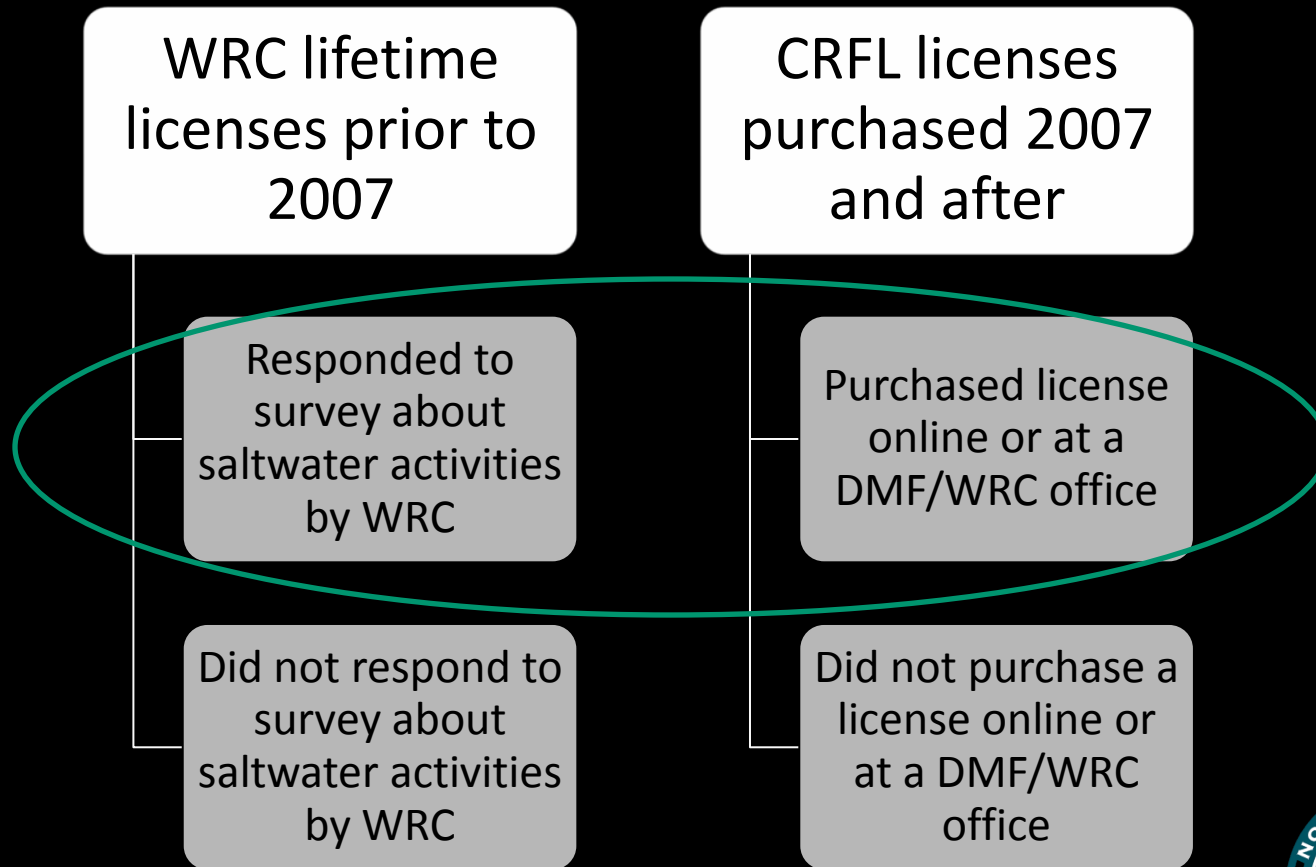 WRC lifetime
licenses prior to
2007
Responded to
survey about
saltwater activities
by WRC
Did not respond to
survey about
saltwater activities
by WRC
CRFL licenses
purchased 2007
and after
Purchased license
online or at a
DMF/WRC office
Did not purchase a
license online or
at a DMF/WRC
office